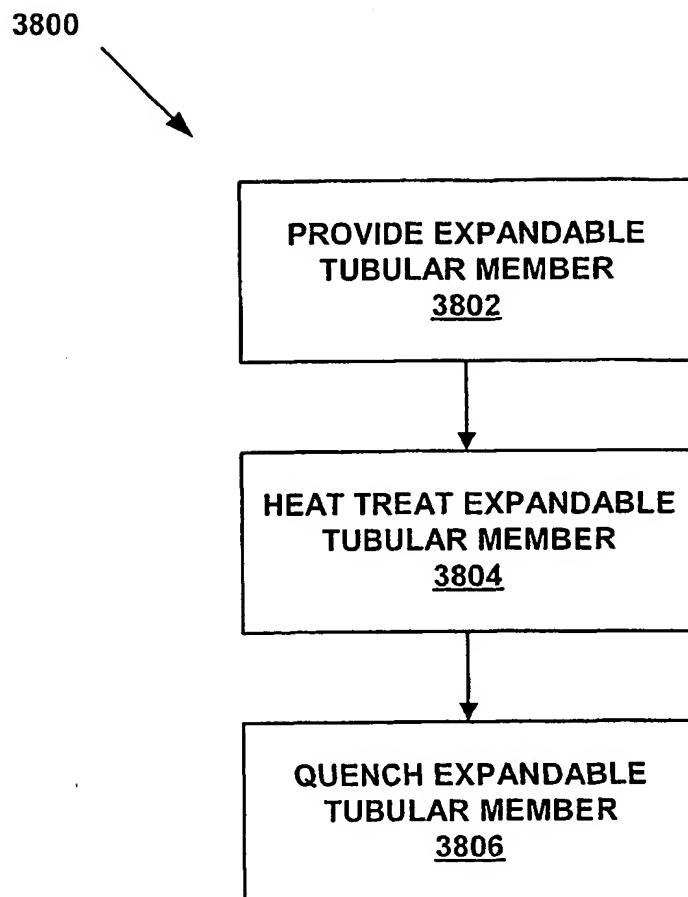 3800
PROVIDE EXPANDABLE
TUBULAR MEMBER
3802
HEAT TREAT EXPANDABLE
TUBULAR MEMBER
3804
QUENCH EXPANDABLE
TUBULAR MEMBER
3806